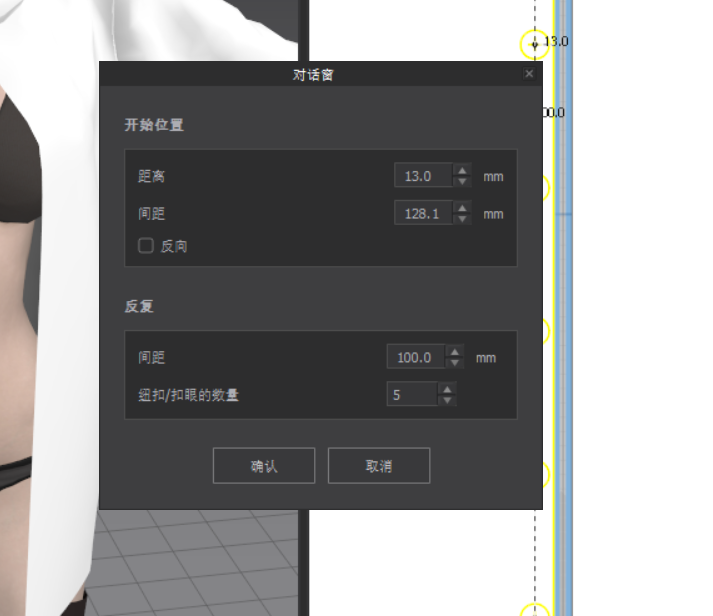 13.0
对话窗 ×
00.0
开始位置
距离 13.0 mm
间距 128.1 mm
反向
反复
间距 100.0 mm
纽扣/扣眼的数量 5
确认 取消